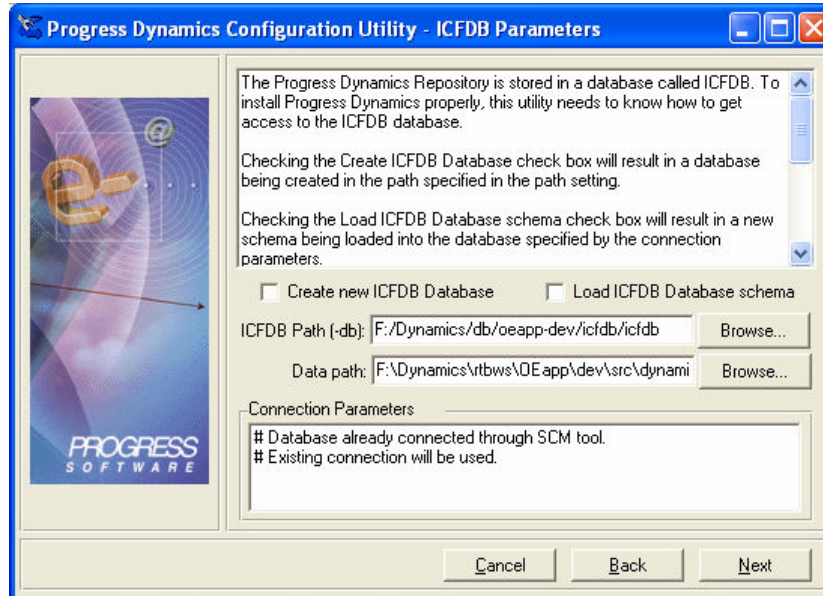 Progress Dynamics Configuration Utility - ICFDB Parameters
The Progress Dynamics Repository is stored in a database called ICFDB. To
install Progress Dynamics properly, this utility needs to know how to get
access to the ICFDB database.
Checking the Create ICFDB Database check box will result in a database
being created in the path specified in the path setting.
Checking the Load ICFDB Database schema check box will result in a new
schema being loaded into the database specified by the connection
parameters.
@
e-
PROGRESS
SOFTWARE
Create new ICFDB Database Load ICFDB Database schema
ICFDB Path (-db): F:/Dynamics/db/oeapp-dev/icfdb/icfdb Browse...
Data path: F:\Dynamics\rtbws\OEapp\dev\src\dynami Browse...
Connection Parameters
# Database already connected through SCM tool.
# Existing connection will be used.
Cancel Back Next